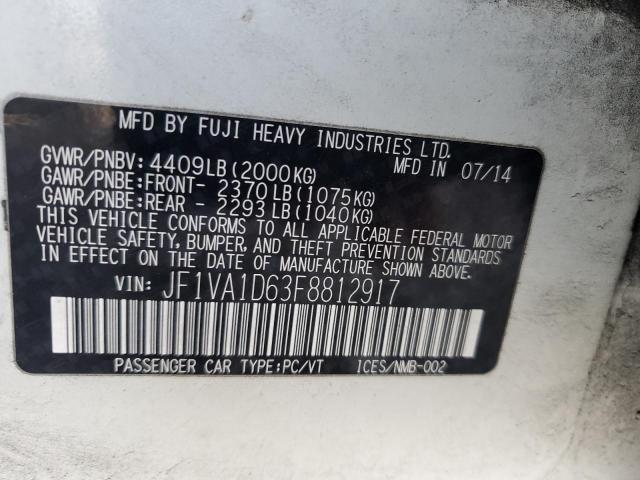 MFD BY FUJI HEAVY INDUSTRIES LTD.
GVWR/PNBV: 4409LB(2000KG) MFD IN 07/14
GAWR/PNBE:FRONT- 2370LB(1075KG)
GAWR/PNBE:REAR - 2293LB(1040KG)
THIS VEHICLE CONFORMS TO ALL APPLICABLE FEDERAL MOTOR
VEHICLE SAFETY, BUMPER, AND THEFT PREVENTION STANDARDS
IN EFFECT ON THE DATE OF MANUFACTURE SHOWN ABOVE.
VIN: JF1VA1D63F8812917
PASSENGER CAR TYPE:PC/VT ICES/NMB-002